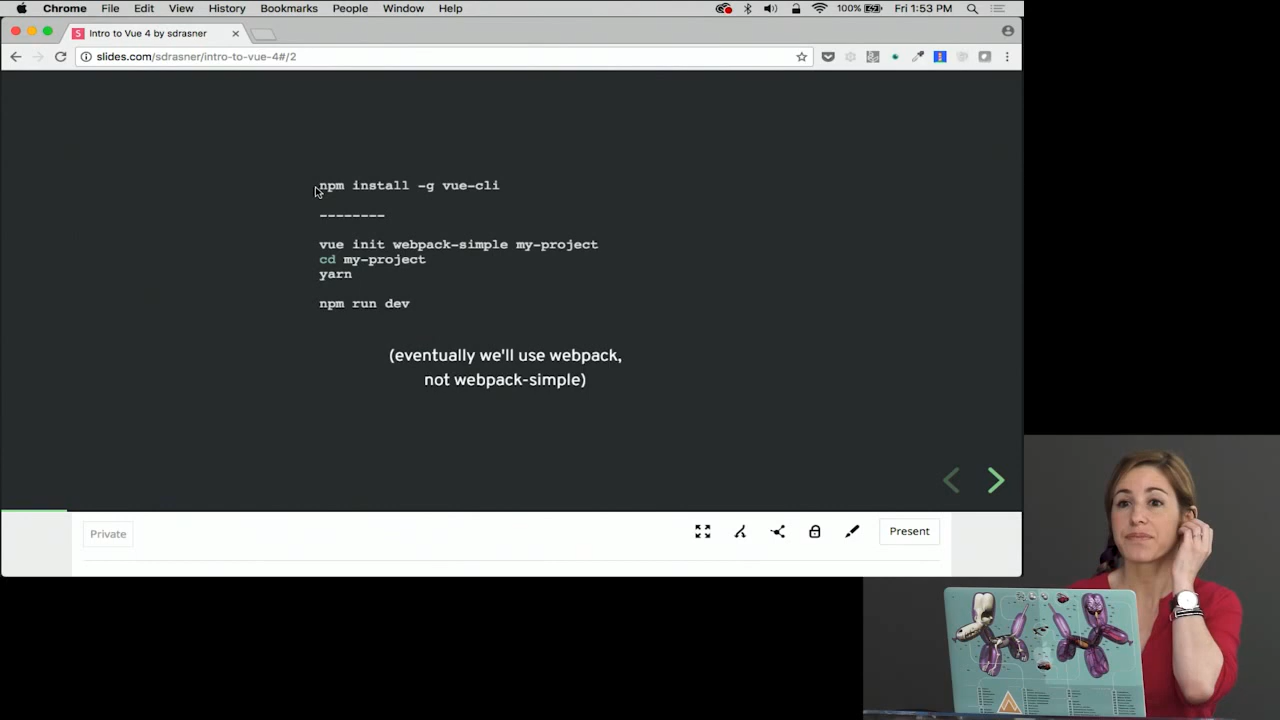 Chrome File Edit View History Bookmarks People Window Help 100% Fri 1:53 PM
Intro to Vue 4 by sdrasner
slides.com/sdrasner/intro-to-vue-4#/2
npm install -g vue-cli
--------
vue init webpack-simple my-project
cd my-project
yarn
npm run dev
(eventually we'll use webpack,
not webpack-simple)
Private
Present